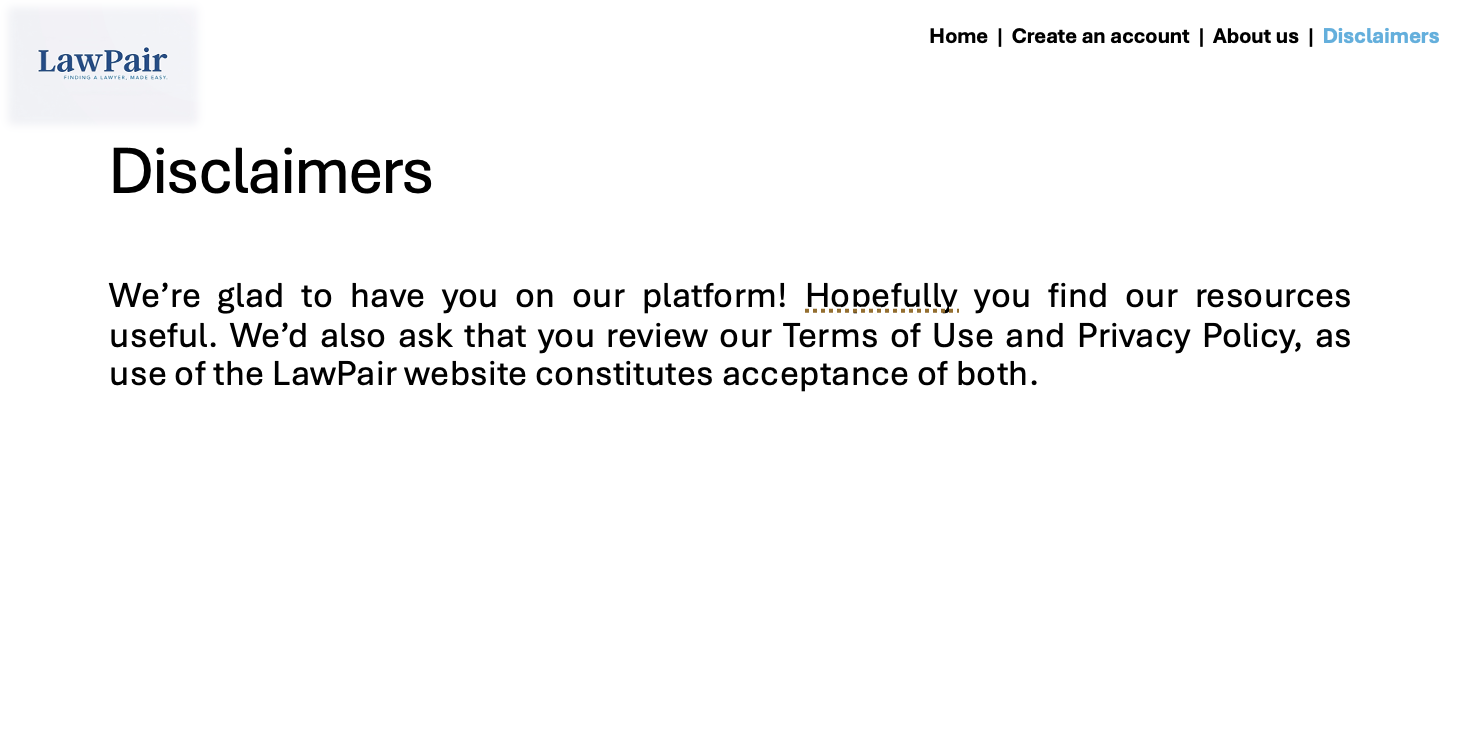 LawPair
FINDING A LAWYER, MADE EASY.
Home | Create an account | About us | Disclaimers
Disclaimers
We’re glad to have you on our platform! Hopefully you find our resources
useful. We’d also ask that you review our Terms of Use and Privacy Policy, as
use of the LawPair website constitutes acceptance of both.